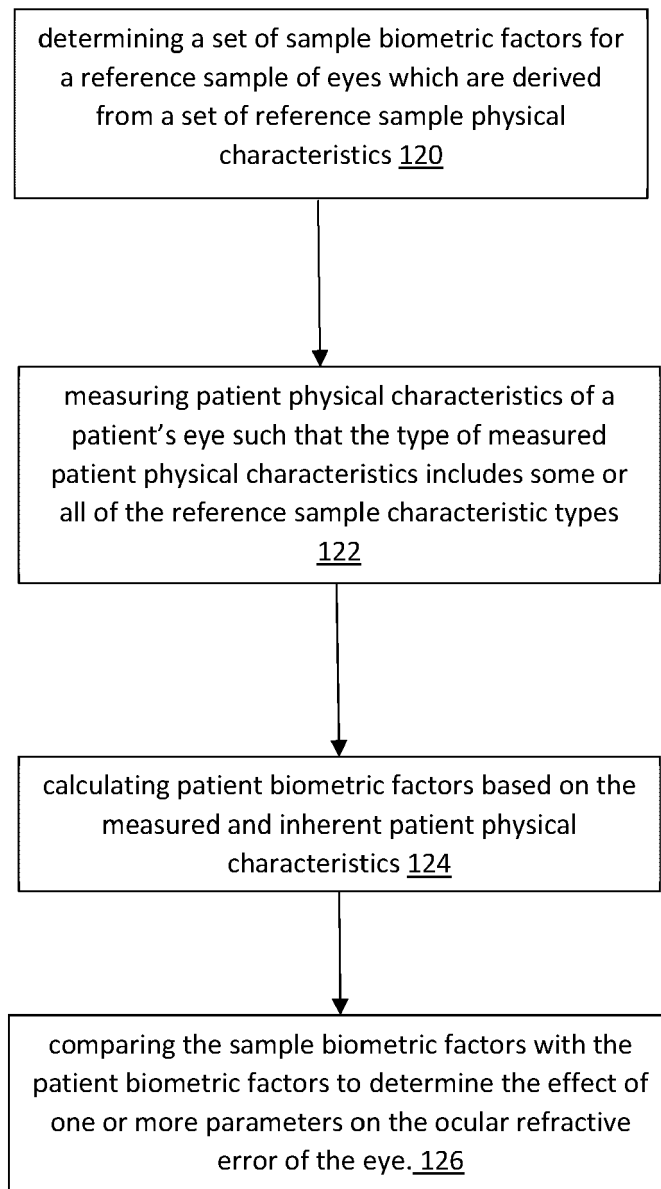 determining a set of sample biometric factors for
a reference sample of eyes which are derived
from a set of reference sample physical
characteristics 120
measuring patient physical characteristics of a
patient’s eye such that the type of measured
patient physical characteristics includes some or
all of the reference sample characteristic types
122
calculating patient biometric factors based on the
measured and inherent patient physical
characteristics 124
comparing the sample biometric factors with the
patient biometric factors to determine the effect of
one or more parameters on the ocular refractive
error of the eye. 126